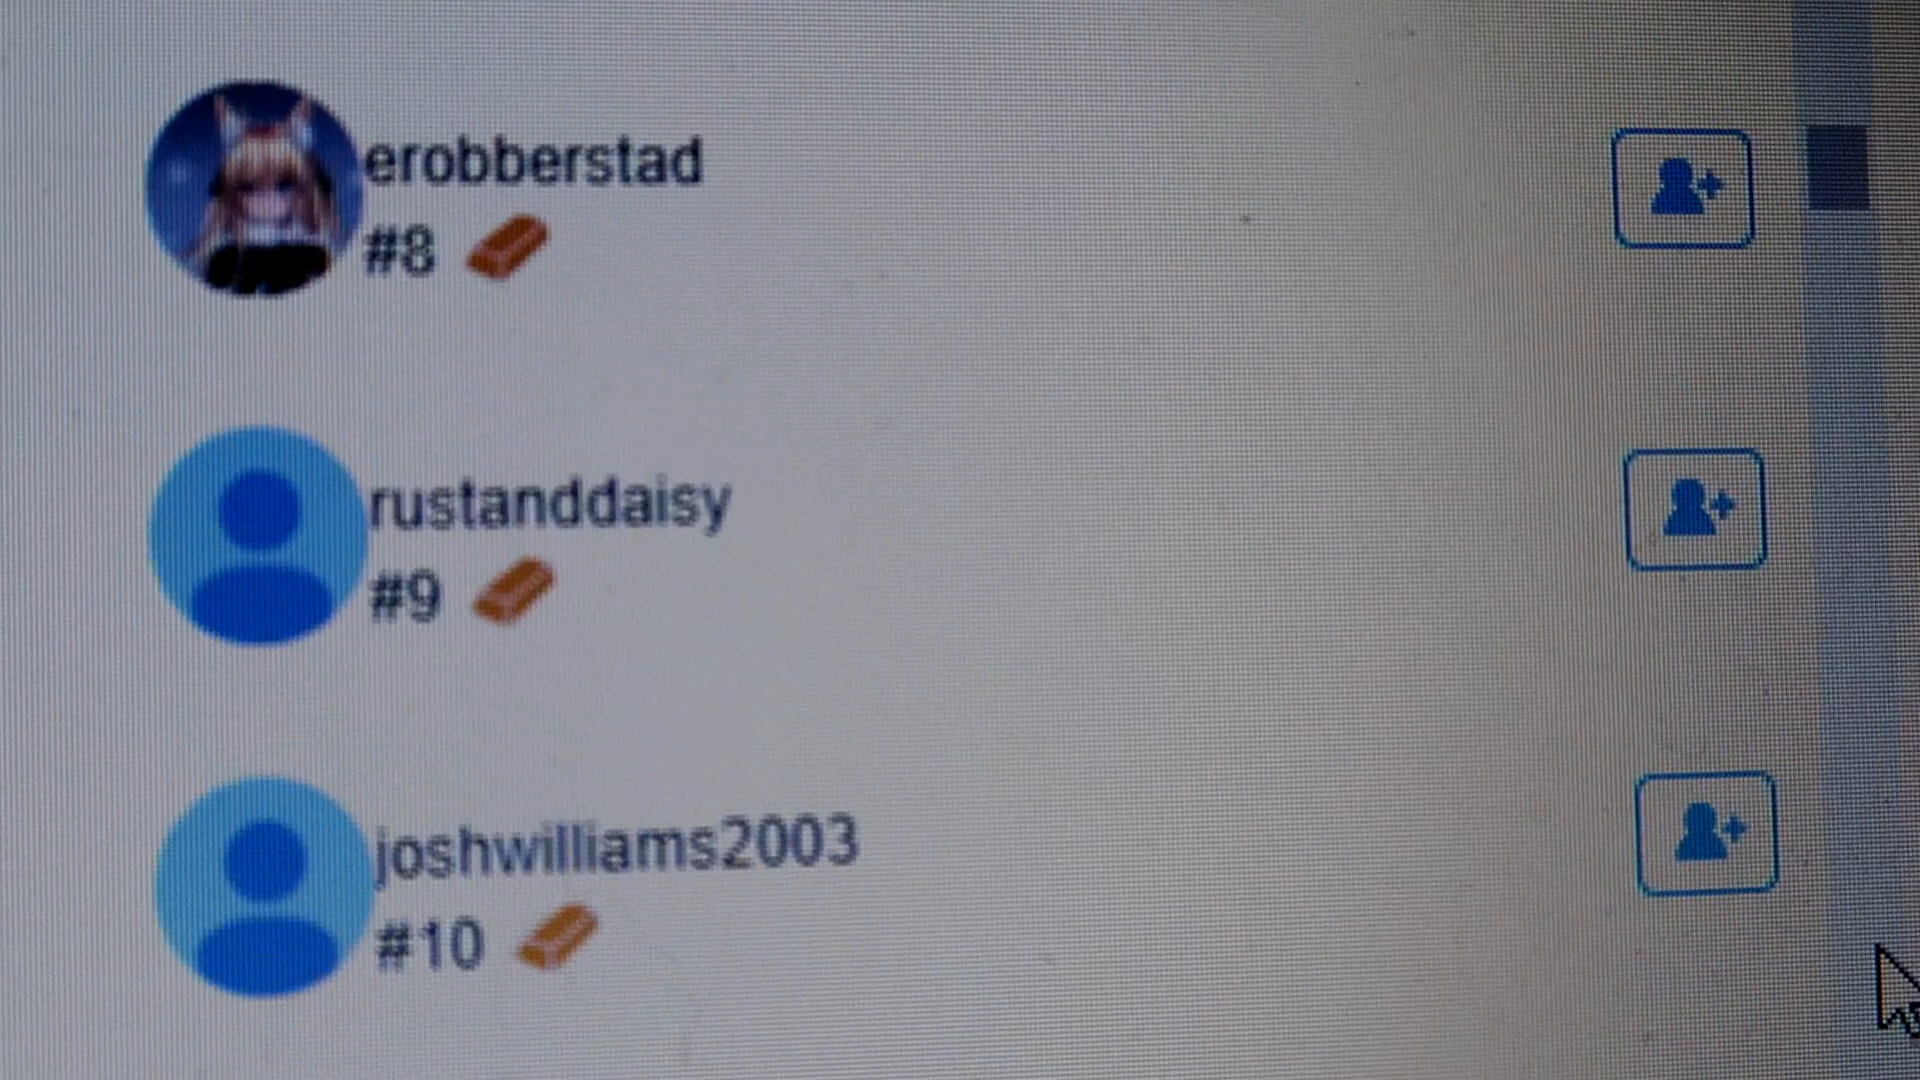 erobberstad
#8
rustanddaisy
#9
joshwilliams2003
#10